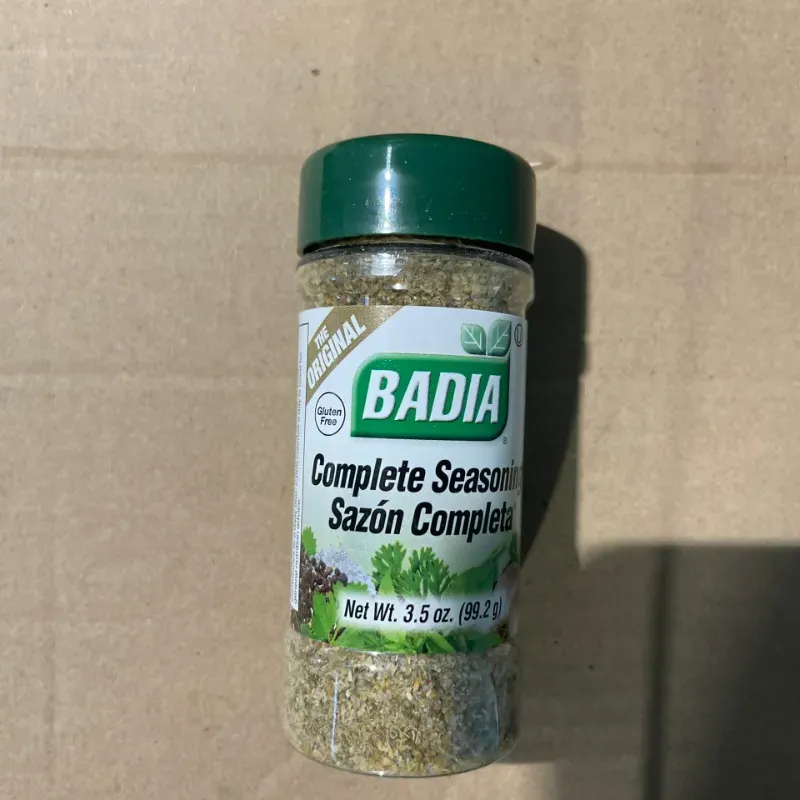 THE
ORIGINAL
BADIA
®
Gluten
Free
Complete Seasoning
Sazón Completa
Net Wt. 3.5 oz. (99.2 g)